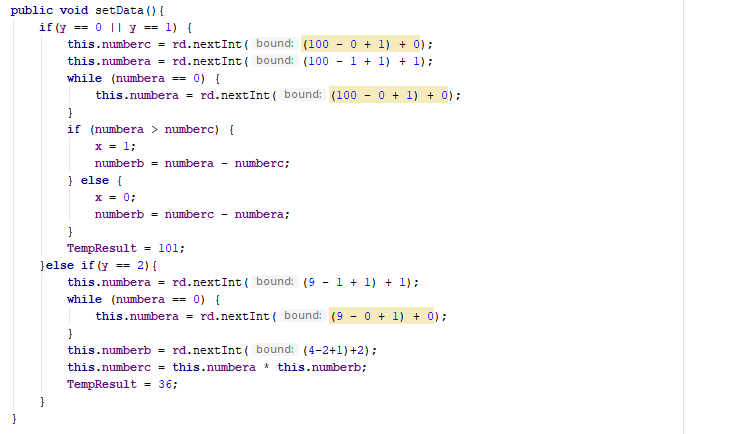 public void setData(){
    if(y == 0 || y == 1) {
        this.numberc = rd.nextInt( bound: (100 - 0 + 1) + 0);
        this.numbera = rd.nextInt( bound: (100 - 1 + 1) + 1);
        while (numbera == 0) {
            this.numbera = rd.nextInt( bound: (100 - 0 + 1) + 0);
        }
        if (numbera > numberc) {
            x = 1;
            numberb = numbera - numberc;
        } else {
            x = 0;
            numberb = numberc - numbera;
        }
        TempResult = 101;
    }else if(y == 2){
        this.numbera = rd.nextInt( bound: (9 - 1 + 1) + 1);
        while (numbera == 0) {
            this.numbera = rd.nextInt( bound: (9 - 0 + 1) + 0);
        }
        this.numberb = rd.nextInt( bound: (4-2+1)+2);
        this.numberc = this.numbera * this.numberb;
        TempResult = 36;
    }
}